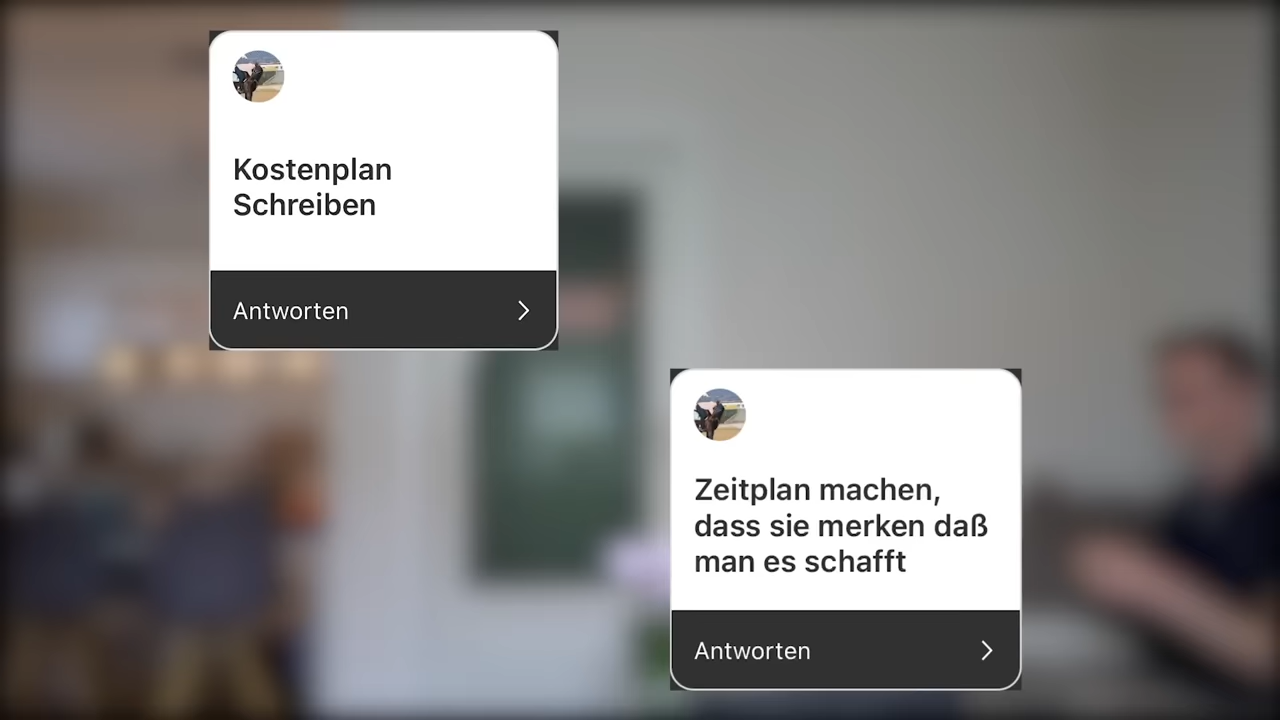 Kostenplan
Schreiben
Antworten
Zeitplan machen,
dass sie merken daß
man es schafft
Antworten